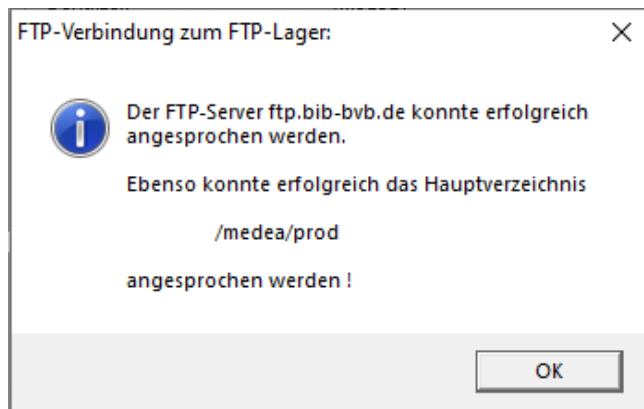 FTP-Verbindung zum FTP-Lager:
Der FTP-Server ftp.bib-bvb.de konnte erfolgreich
angesprochen werden.
Ebenso konnte erfolgreich das Hauptverzeichnis
/medea/prod
angesprochen werden !
OK